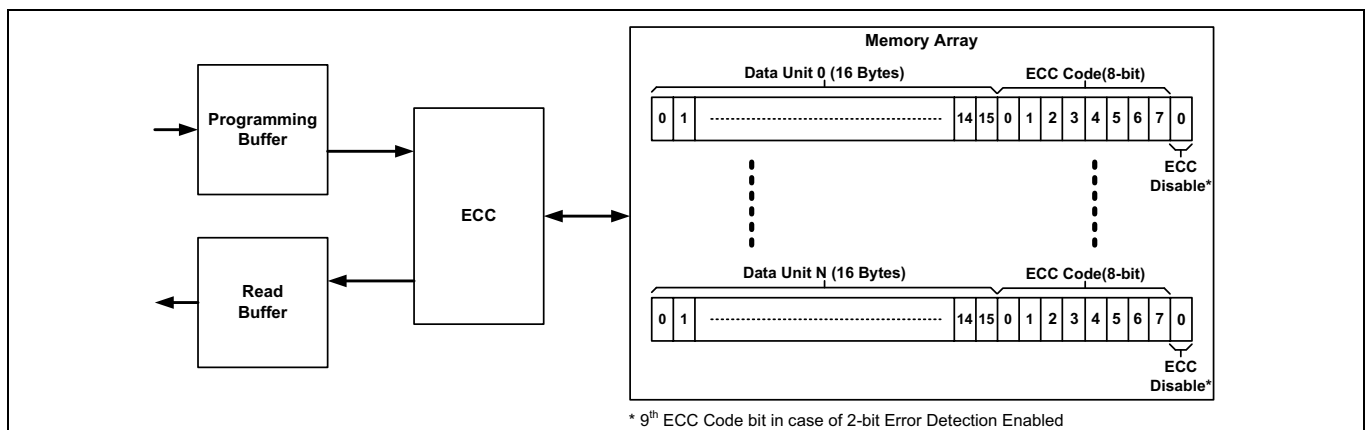 Memory Array
Data Unit 0 (16 Bytes) ECC Code(8-bit)
0 1 14 15 0 1 2 3 4 5 6 7 0
ECC
Disable*
Programming
Buffer
ECC
Read
Buffer
Data Unit N (16 Bytes) ECC Code(8-bit)
0 1 14 15 0 1 2 3 4 5 6 7 0
ECC
Disable*
* 9th ECC Code bit in case of 2-bit Error Detection Enabled